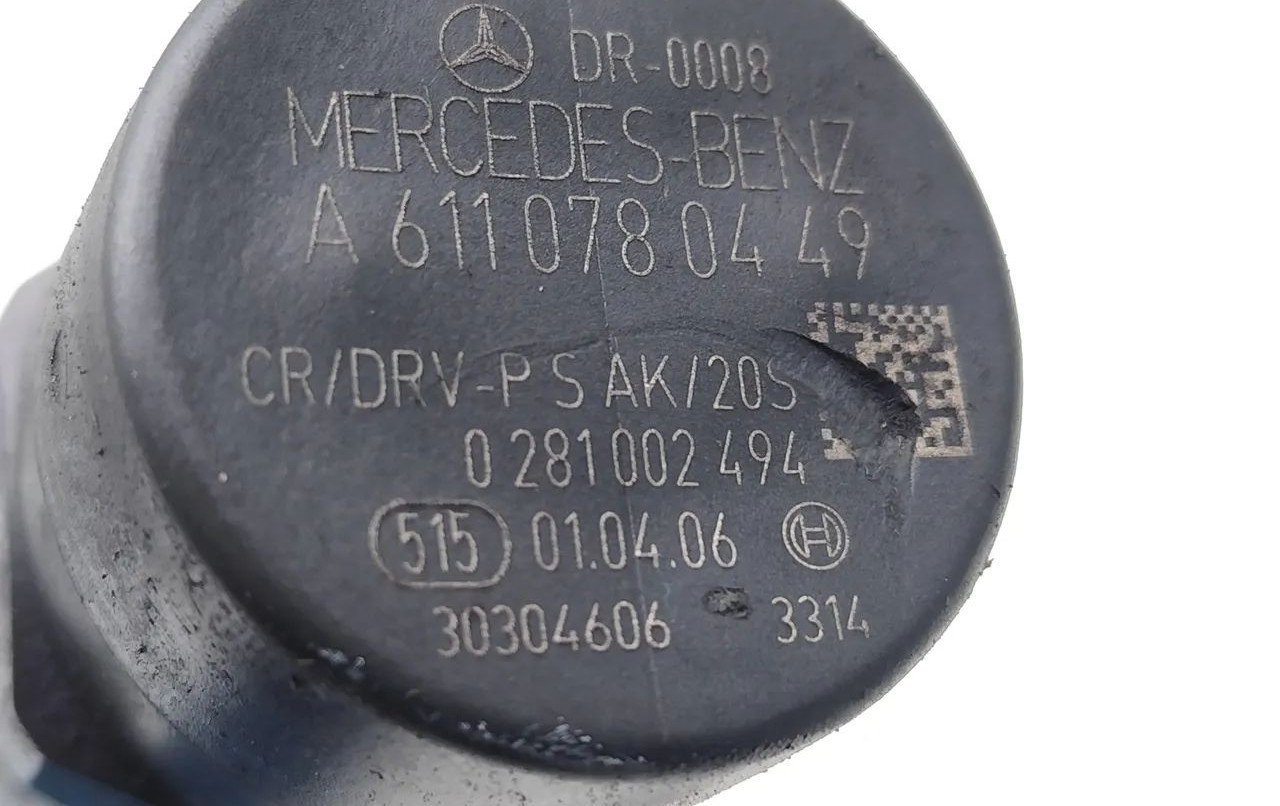 DR-0008
MERCEDES-BENZ
A 611 078 04 49
CR/DRV-P S AK/20S
0 281 002 494
515 01.04.06
30304606 3314